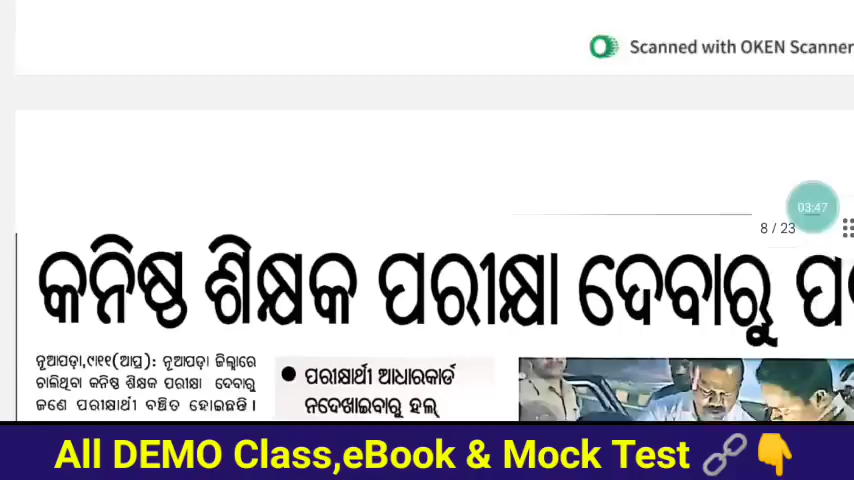 Scanned with OKEN Scanner
03:47
8 / 23
କନିଷ୍ଠ ଶିକ୍ଷକ ପରୀକ୍ଷା ଦେବାରୁ
ନୂଆପଡ଼ା,୯।୧୧(ଆପ୍ର): ନୂଆପଡ଼ା ଜିଲ୍ଲାରେ
ଚାଲିଥିବା କନିଷ୍ଠ ଶିକ୍ଷକ ପରୀକ୍ଷା ଦେବାରୁ
ଜଣେ ପରୀକ୍ଷାର୍ଥୀ ବଞ୍ଚିତ ହୋଇଛନ୍ତି ।
● ପରୀକ୍ଷାର୍ଥୀ ଆଧାରକାର୍ଡ
ନଦେଖାଇବାରୁ ହଲ୍
All DEMO Class,eBook & Mock Test 🔗👇